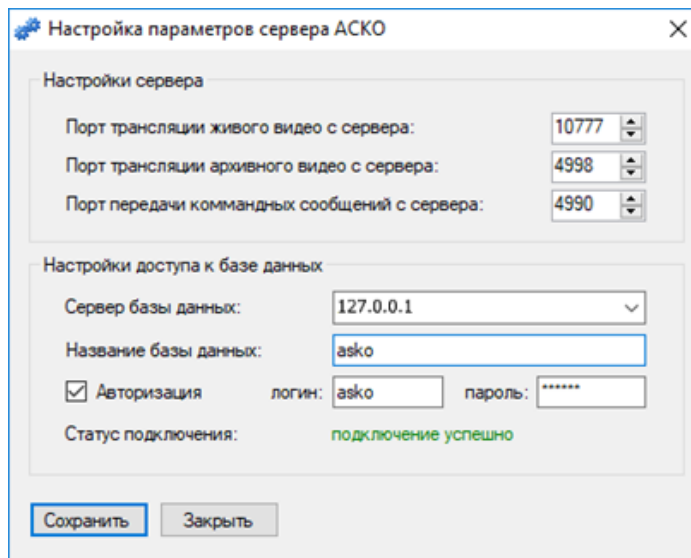 Настройка параметров сервера АСКО
Настройки сервера
Порт трансляции живого видео с сервера: 10777
Порт трансляции архивного видео с сервера: 4998
Порт передачи коммандных сообщений с сервера: 4990
Настройки доступа к базе данных
Сервер базы данных: 127.0.0.1
Название базы данных: asko
Авторизация логин: asko пароль: ******
Статус подключения: подключение успешно
Сохранить Закрыть